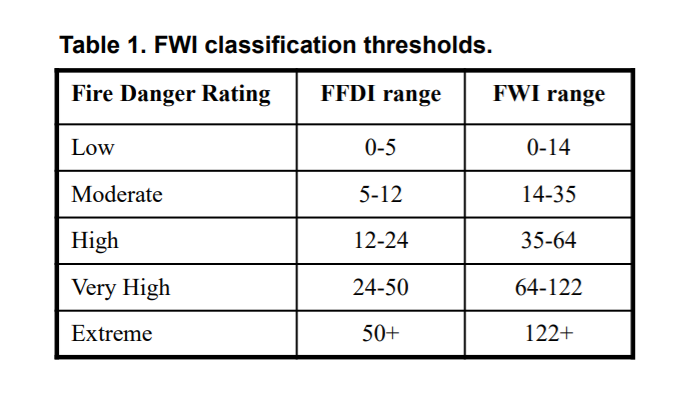 Table 1. FWI classification thresholds.
Fire Danger Rating FFDI range FWI range
Low 0-5 0-14
Moderate 5-12 14-35
High 12-24 35-64
Very High 24-50 64-122
Extreme 50+ 122+